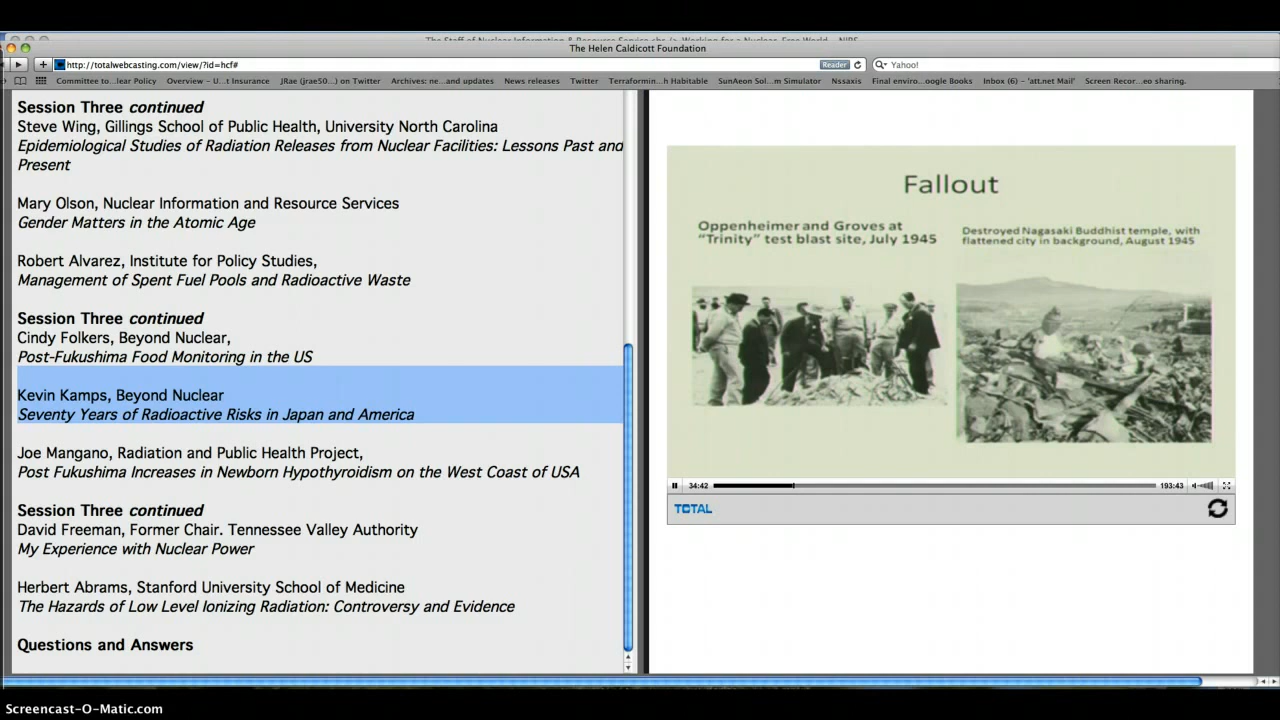 The Helen Caldicott Foundation
http://totalwebcasting.com/view/?id=hcf#
Reader
Yahoo!
Committee to...lear Policy
Overview – U...t Insurance
JRae (jrae50...) on Twitter
Archives: ne...and updates
News releases
Twitter
Terraformin...h Habitable
SunAeon Sol...m Simulator
Nssaxis
Final enviro...oogle Books
Inbox (6) – 'att.net Mail'
Screen Recor...eo sharing.
Session Three continued
Steve Wing, Gillings School of Public Health, University North Carolina
Epidemiological Studies of Radiation Releases from Nuclear Facilities: Lessons Past and
Present
Mary Olson, Nuclear Information and Resource Services
Gender Matters in the Atomic Age
Robert Alvarez, Institute for Policy Studies,
Management of Spent Fuel Pools and Radioactive Waste
Session Three continued
Cindy Folkers, Beyond Nuclear,
Post-Fukushima Food Monitoring in the US
Kevin Kamps, Beyond Nuclear
Seventy Years of Radioactive Risks in Japan and America
Joe Mangano, Radiation and Public Health Project,
Post Fukushima Increases in Newborn Hypothyroidism on the West Coast of USA
Session Three continued
David Freeman, Former Chair. Tennessee Valley Authority
My Experience with Nuclear Power
Herbert Abrams, Stanford University School of Medicine
The Hazards of Low Level Ionizing Radiation: Controversy and Evidence
Questions and Answers
Fallout
Oppenheimer and Groves at
"Trinity" test blast site, July 1945
Destroyed Nagasaki Buddhist temple, with
flattened city in background, August 1945
34:42
193:43
TOTAL
Screencast-O-Matic.com